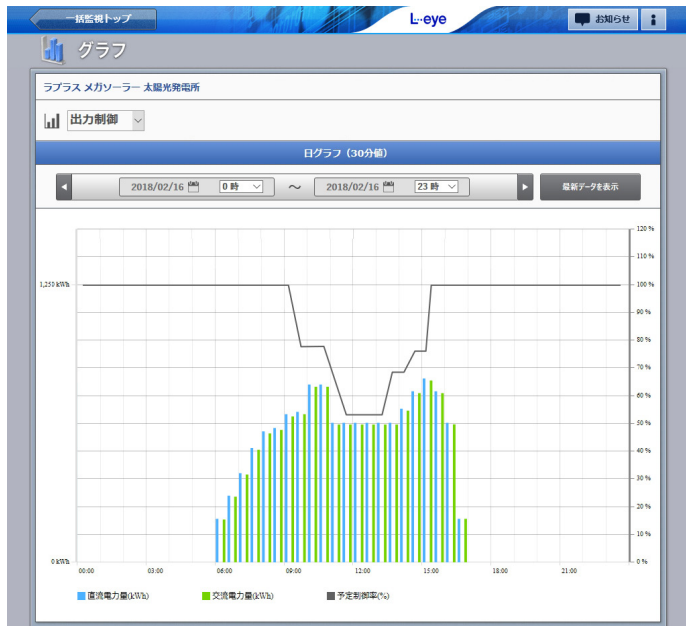 一括監視トップ
L·eye
お知らせ
グラフ
ラプラス メガソーラー 太陽光発電所
出力制御
日グラフ（30分値）
2018/02/16 0 時 ～ 2018/02/16 23 時 最新データを表示
120 %
110 %
1,250 kWh 100 %
90 %
80 %
70 %
60 %
50 %
40 %
30 %
20 %
10 %
0 kWh 0 %
00:00 03:00 06:00 09:00 12:00 15:00 18:00 21:00
直流電力量(kWh) 交流電力量(kWh) 予定制御率(%)